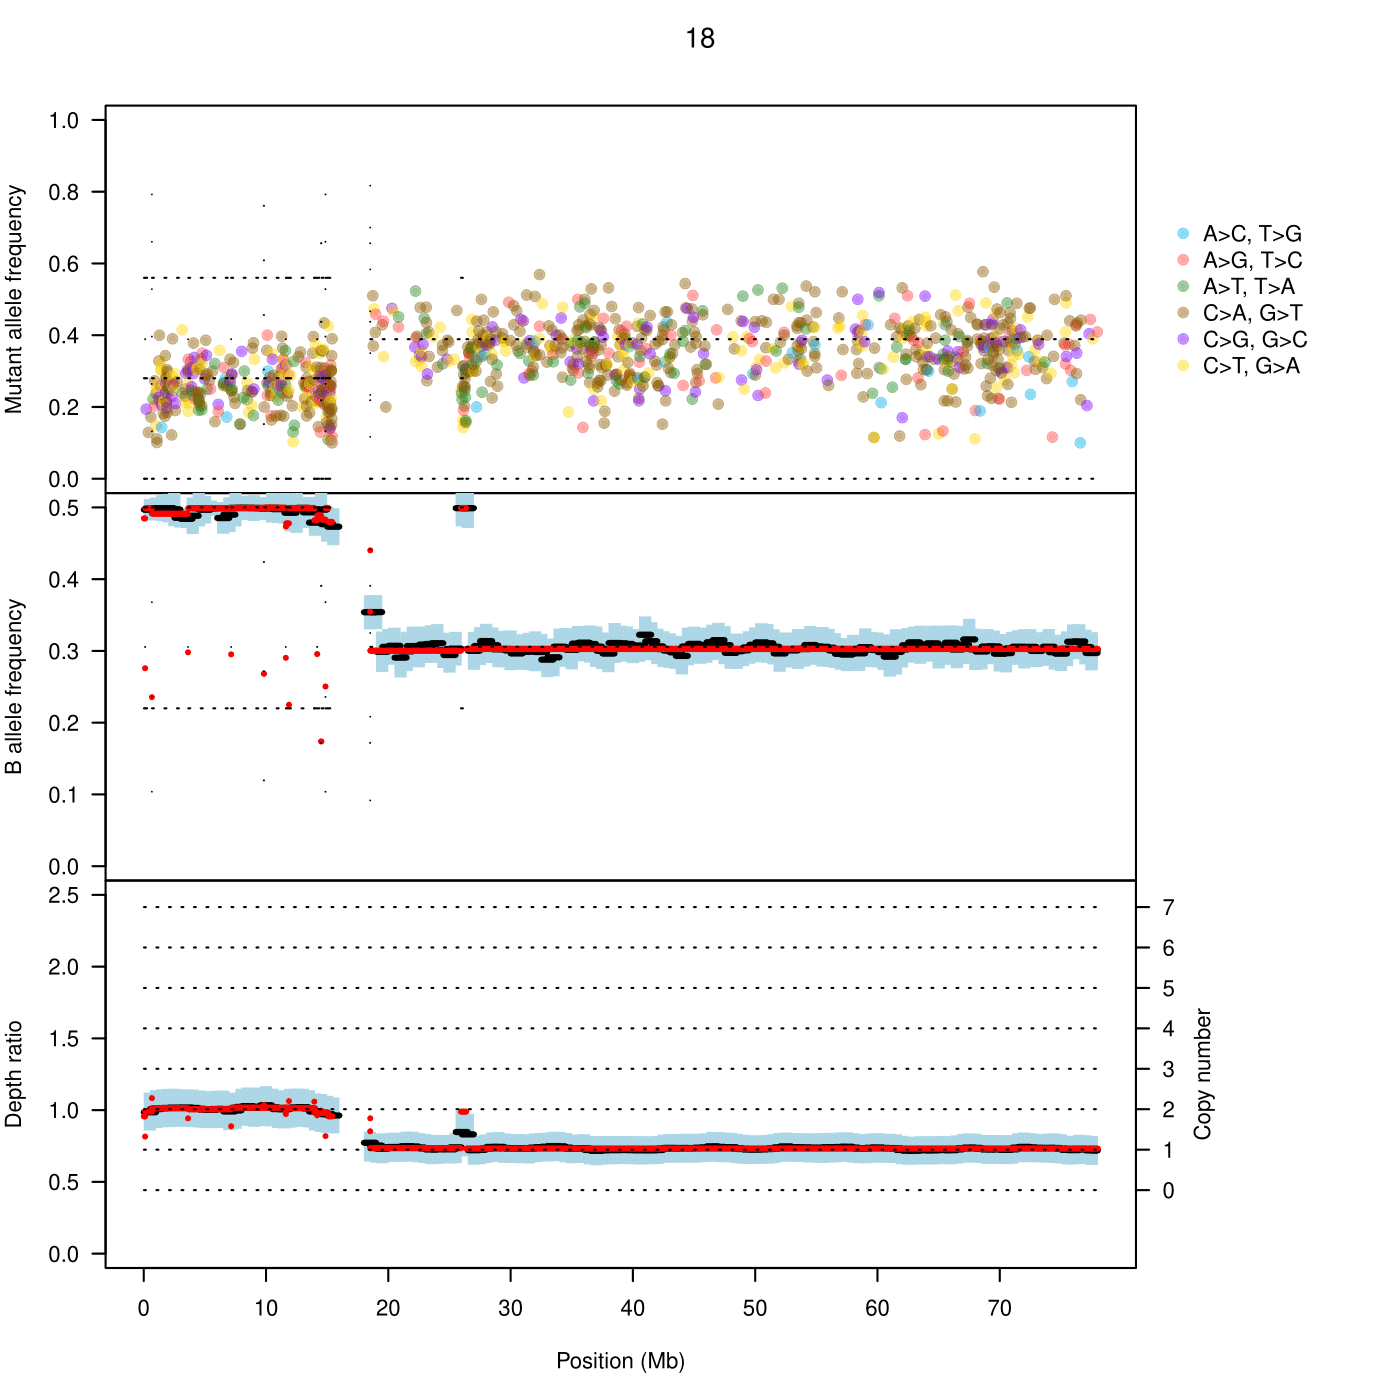 18
1.0
0.8
0.6
0.4
0.2
0.0
Mutant allele frequency
A>C, T>G
A>G, T>C
A>T, T>A
C>A, G>T
C>G, G>C
C>T, G>A
0.5
0.4
0.3
0.2
0.1
0.0
B allele frequency
2.5
2.0
1.5
1.0
0.5
0.0
Depth ratio
7
6
5
4
3
2
1
0
Copy number
0 10 20 30 40 50 60 70
Position (Mb)